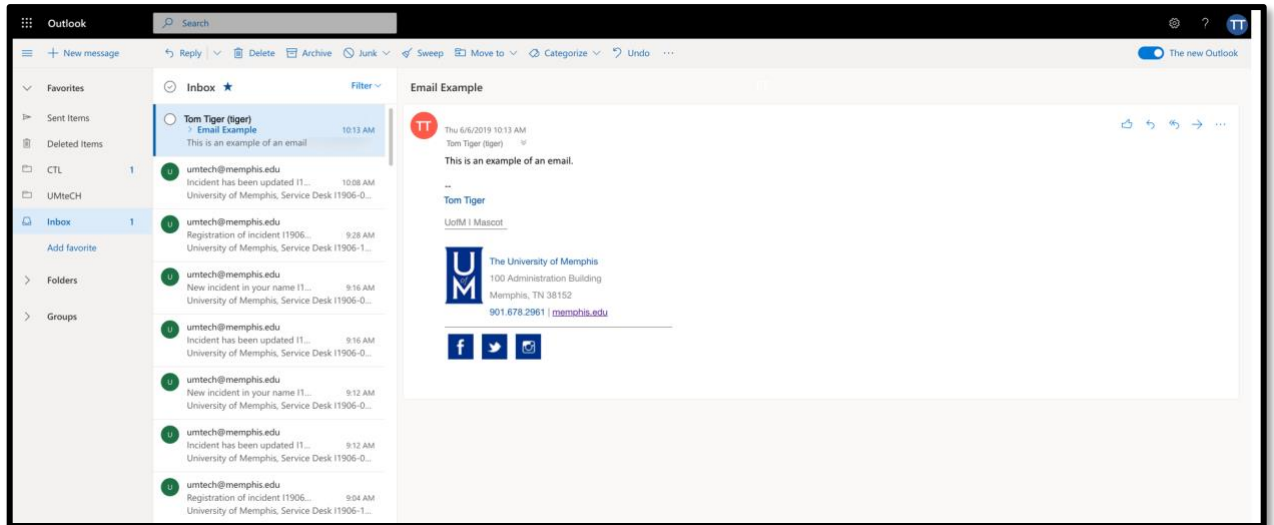 Outlook
Search
?
TT
New message
Reply
Delete
Archive
Junk
Sweep
Move to
Categorize
Undo
...
The new Outlook
Favorites
Sent Items
Deleted Items
CTL 1
UMteCH
Inbox 1
Add favorite
Folders
Groups
Inbox ★ Filter
Tom Tiger (tiger)
Email Example 10:13 AM
This is an example of an email
U
umtech@memphis.edu
Incident has been updated I1... 10:08 AM
University of Memphis, Service Desk I1906-0...
U
umtech@memphis.edu
Registration of incident I1906... 9:28 AM
University of Memphis, Service Desk I1906-1...
U
umtech@memphis.edu
New incident in your name I1... 9:16 AM
University of Memphis, Service Desk I1906-0...
U
umtech@memphis.edu
Incident has been updated I1... 9:16 AM
University of Memphis, Service Desk I1906-0...
U
umtech@memphis.edu
New incident in your name I1... 9:12 AM
University of Memphis, Service Desk I1906-0...
U
umtech@memphis.edu
Incident has been updated I1... 9:12 AM
University of Memphis, Service Desk I1906-0...
U
umtech@memphis.edu
Registration of incident I1906... 9:04 AM
University of Memphis, Service Desk I1906-1...
Email Example
TT
Thu 6/6/2019 10:13 AM
Tom Tiger (tiger)
This is an example of an email.
--
Tom Tiger
UofM | Mascot
U of M
The University of Memphis
100 Administration Building
Memphis, TN 38152
901.678.2961 | memphis.edu
f